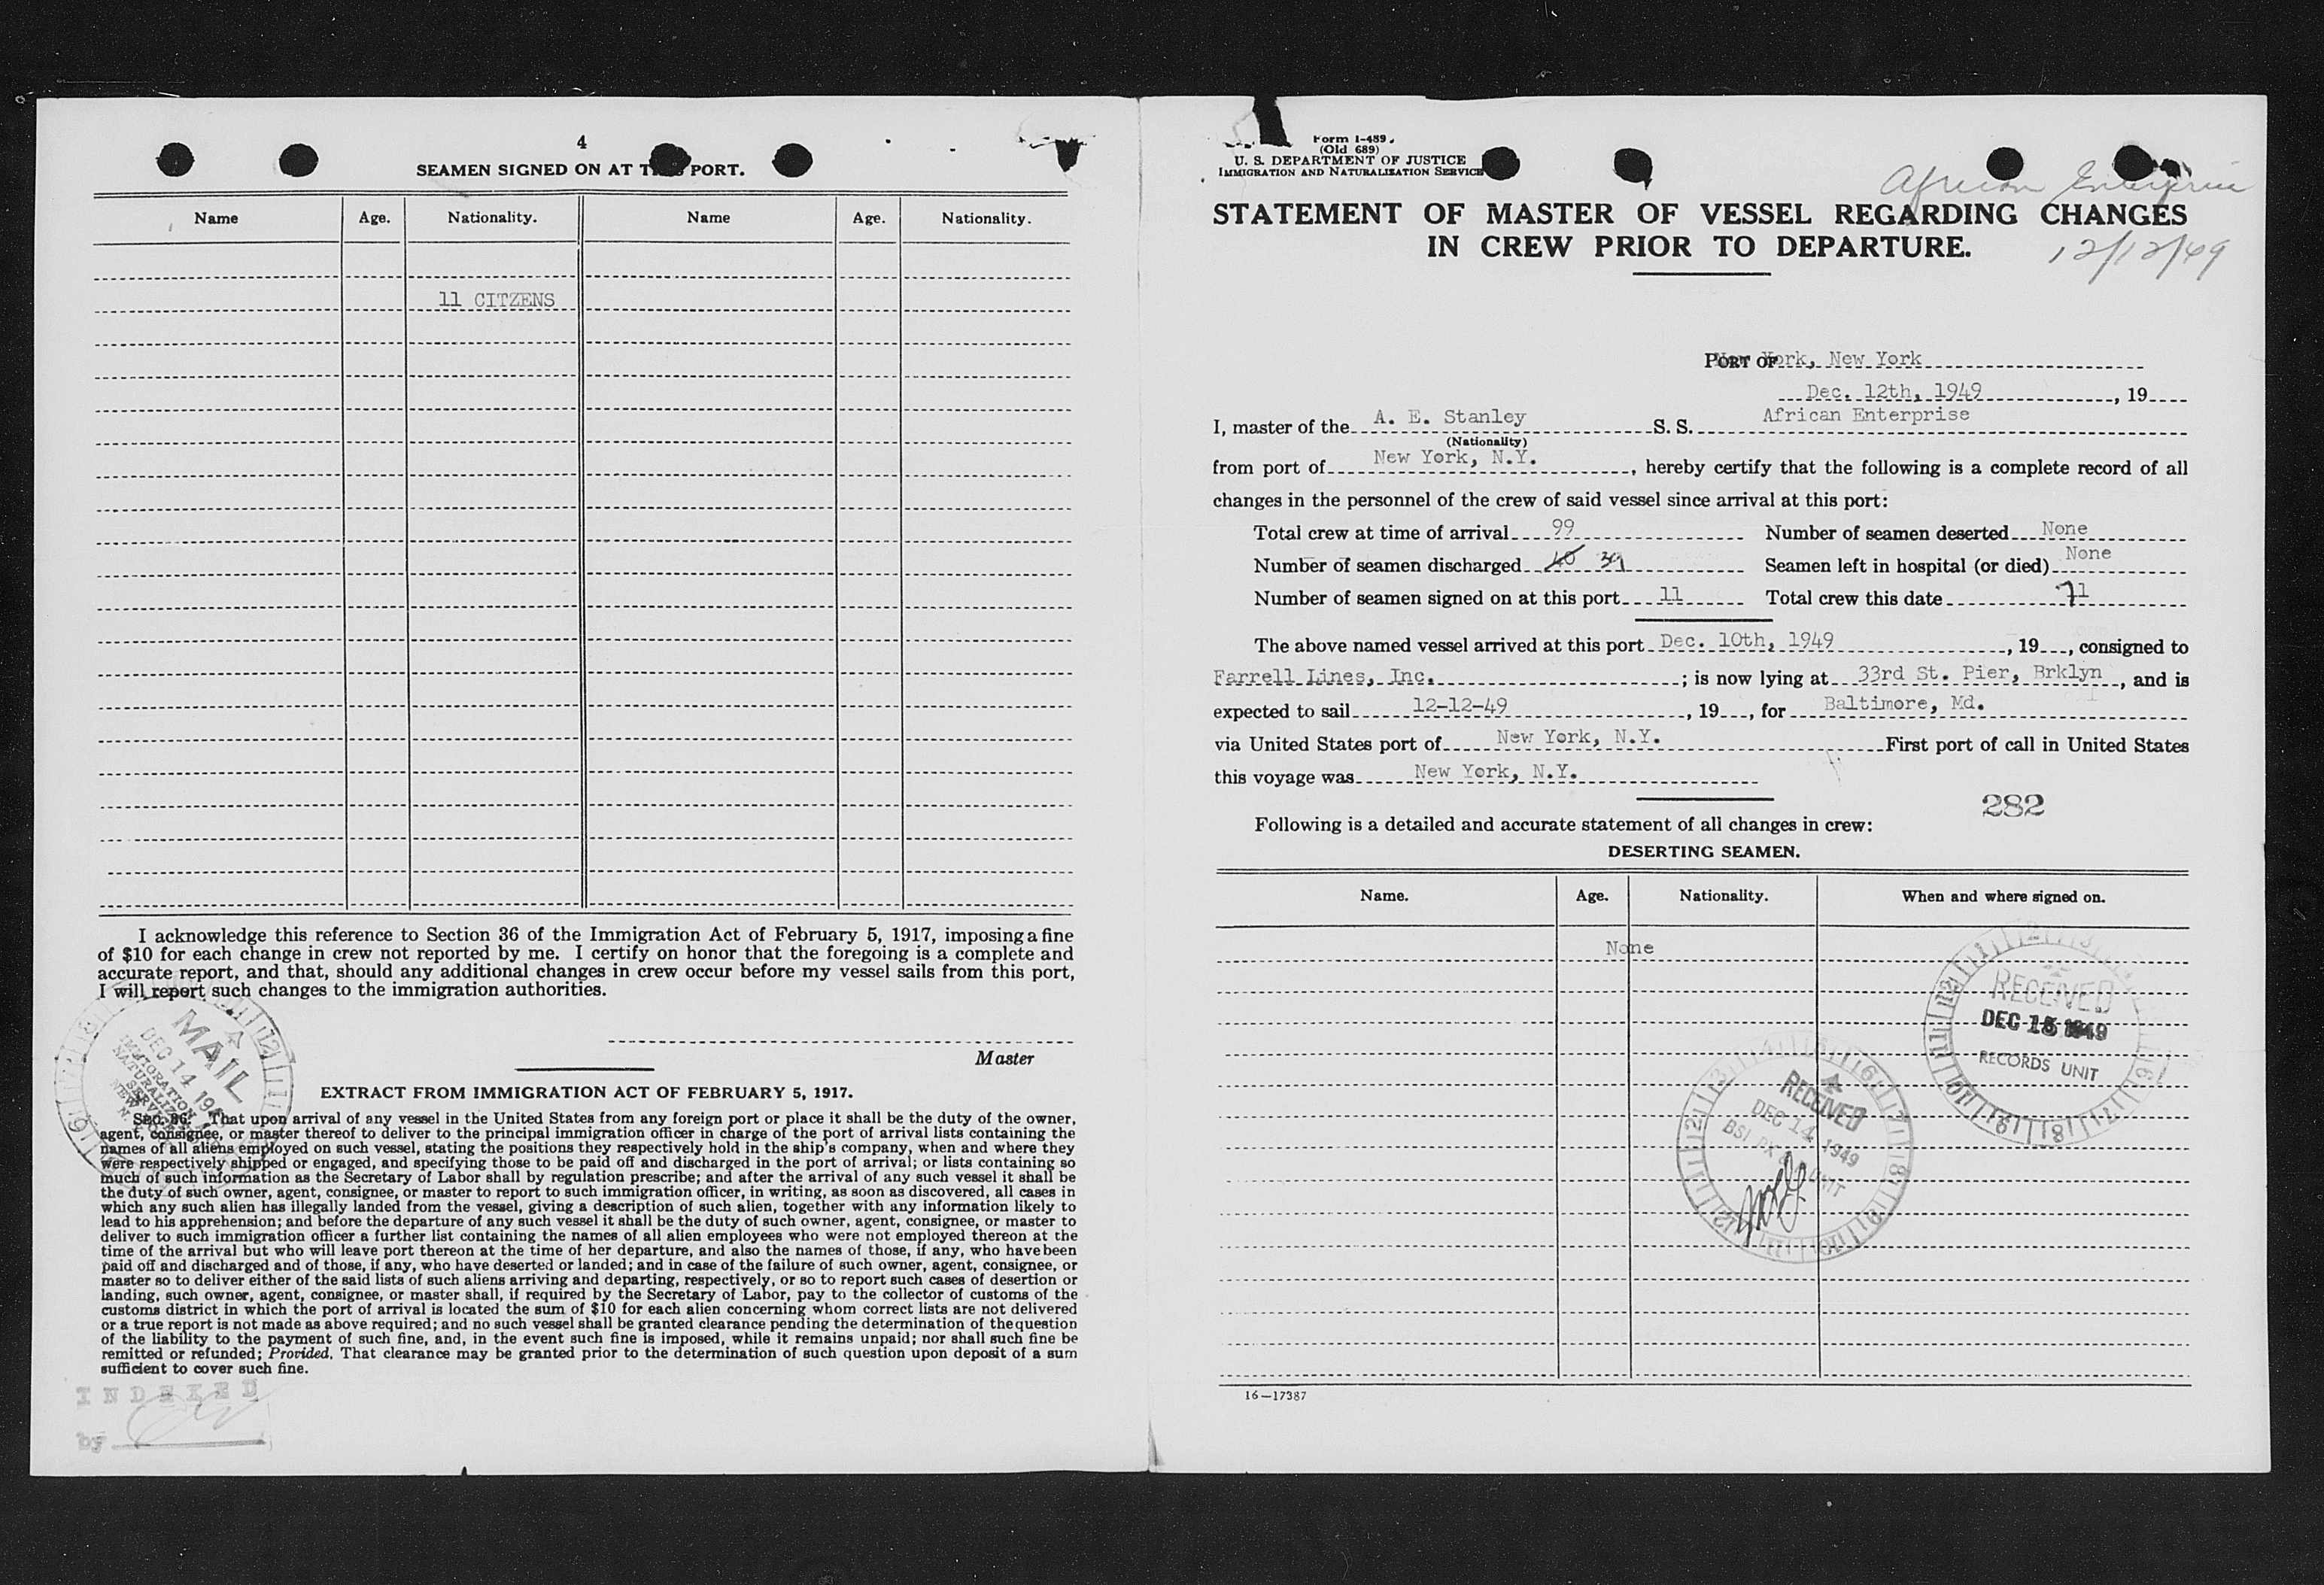 4
SEAMEN SIGNED ON AT PORT.
Name Age. Nationality. Name Age. Nationality.
11 CITZENS
I acknowledge this reference to Section 36 of the Immigration Act of February 5, 1917, imposing a fine
of $10 for each change in crew not reported by me. I certify on honor that the foregoing is a complete and
accurate report, and that, should any additional changes in crew occur before my vessel sails from this port,
I will report such changes to the immigration authorities.
Master
MAIL
DEC 14
IMMIGRATION
NATURALIZATION
EXTRACT FROM IMMIGRATION ACT OF FEBRUARY 5, 1917.
Sec. 36. That upon arrival of any vessel in the United States from any foreign port or place it shall be the duty of the owner,
agent, consignee, or master thereof to deliver to the principal immigration officer in charge of the port of arrival lists containing the
names of all aliens employed on such vessel, stating the positions they respectively hold in the ship's company, when and where they
were respectively shipped or engaged, and specifying those to be paid off and discharged in the port of arrival; or lists containing so
much of such information as the Secretary of Labor shall by regulation prescribe; and after the arrival of any such vessel it shall be
the duty of such owner, agent, consignee, or master to report to such immigration officer, in writing, as soon as discovered, all cases in
which any such alien has illegally landed from the vessel, giving a description of such alien, together with any information likely to
lead to his apprehension; and before the departure of any such vessel it shall be the duty of such owner, agent, consignee, or master to
deliver to such immigration officer a further list containing the names of all alien employees who were not employed thereon at the
time of the arrival but who will leave port thereon at the time of her departure, and also the names of those, if any, who have been
paid off and discharged and of those, if any, who have deserted or landed; and in case of the failure of such owner, agent, consignee, or
master so to deliver either of the said lists of such aliens arriving and departing, respectively, or so to report such cases of desertion or
landing, such owner, agent, consignee, or master shall, if required by the Secretary of Labor, pay to the collector of customs of the
customs district in which the port of arrival is located the sum of $10 for each alien concerning whom correct lists are not delivered
or a true report is not made as above required; and no such vessel shall be granted clearance pending the determination of the question
of the liability to the payment of such fine, and, in the event such fine is imposed, while it remains unpaid; nor shall such fine be
remitted or refunded; Provided, That clearance may be granted prior to the determination of such question upon deposit of a sum
sufficient to cover such fine.
INDEXED
by
Form I-489
(Old 689)
U. S. DEPARTMENT OF JUSTICE
IMMIGRATION AND NATURALIZATION SERVICE
African Enterprise
STATEMENT OF MASTER OF VESSEL REGARDING CHANGES
IN CREW PRIOR TO DEPARTURE.
12/12/49
PORT OF New York, New York
Dec. 12th, 1949, 19
I, master of the A. E. Stanley S. S. African Enterprise
(Nationality)
from port of New York, N.Y., hereby certify that the following is a complete record of all
changes in the personnel of the crew of said vessel since arrival at this port:
Total crew at time of arrival 99 Number of seamen deserted None
Number of seamen discharged 40 39 Seamen left in hospital (or died) None
Number of seamen signed on at this port 11 Total crew this date 71
The above named vessel arrived at this port Dec. 10th, 1949, 19, consigned to
Farrell Lines, Inc.; is now lying at 33rd St. Pier, Brklyn, and is
expected to sail 12-12-49, 19, for Baltimore, Md.
via United States port of New York, N.Y. First port of call in United States
this voyage was New York, N.Y.
282
Following is a detailed and accurate statement of all changes in crew:
DESERTING SEAMEN.
Name. Age. Nationality. When and where signed on.
None
RECEIVED
DEC 15 1949
RECORDS UNIT
RECEIVED
DEC 14 1949
BSI UNIT
16—17387